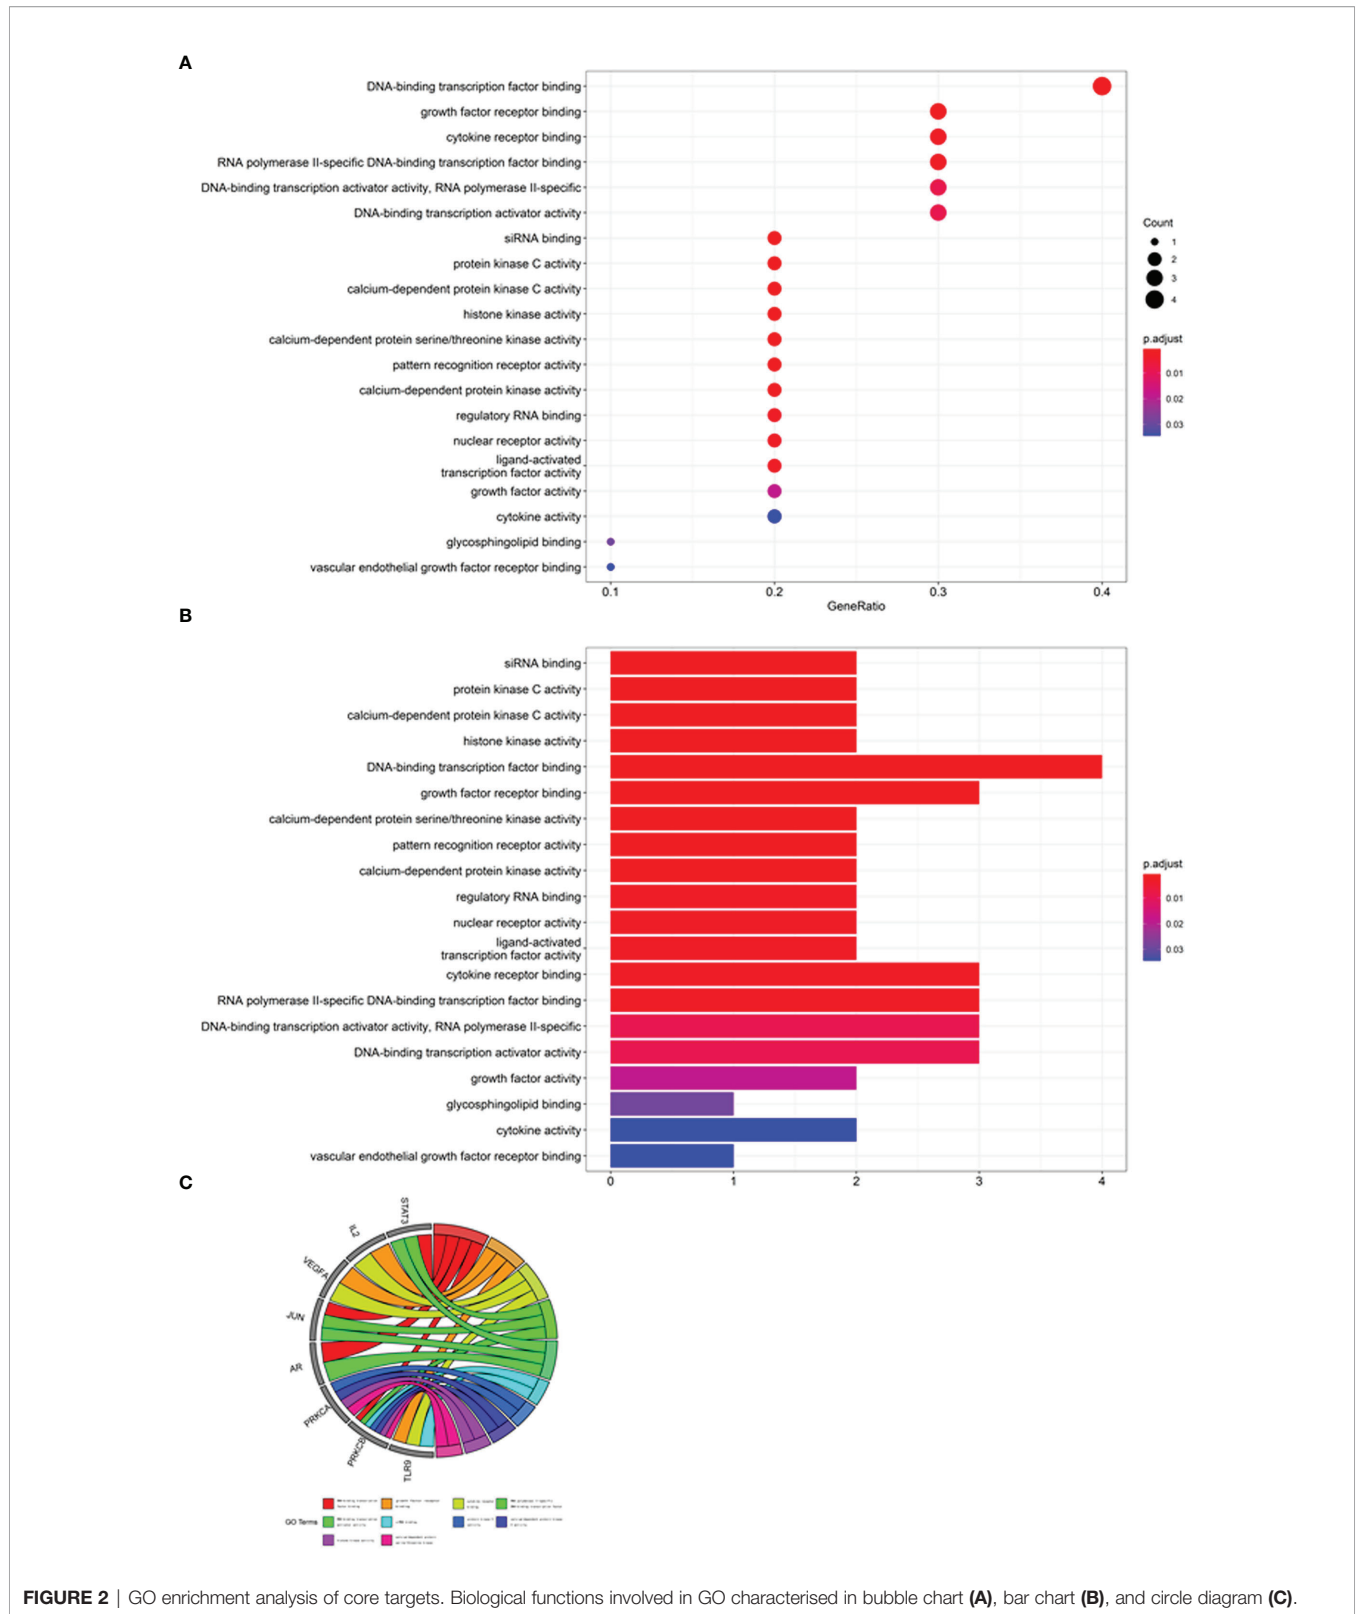 A
DNA-binding transcription factor binding
growth factor receptor binding
cytokine receptor binding
RNA polymerase II-specific DNA-binding transcription factor binding
DNA-binding transcription activator activity, RNA polymerase II-specific
DNA-binding transcription activator activity
siRNA binding
protein kinase C activity
calcium-dependent protein kinase C activity
histone kinase activity
calcium-dependent protein serine/threonine kinase activity
pattern recognition receptor activity
calcium-dependent protein kinase activity
regulatory RNA binding
nuclear receptor activity
ligand-activated
transcription factor activity
growth factor activity
cytokine activity
glycosphingolipid binding
vascular endothelial growth factor receptor binding
0.1 0.2 0.3 0.4
GeneRatio
Count
1
2
3
4
p.adjust
0.01
0.02
0.03
B
siRNA binding
protein kinase C activity
calcium-dependent protein kinase C activity
histone kinase activity
DNA-binding transcription factor binding
growth factor receptor binding
calcium-dependent protein serine/threonine kinase activity
pattern recognition receptor activity
calcium-dependent protein kinase activity
regulatory RNA binding
nuclear receptor activity
ligand-activated
transcription factor activity
cytokine receptor binding
RNA polymerase II-specific DNA-binding transcription factor binding
DNA-binding transcription activator activity, RNA polymerase II-specific
DNA-binding transcription activator activity
growth factor activity
glycosphingolipid binding
cytokine activity
vascular endothelial growth factor receptor binding
0 1 2 3 4
p.adjust
0.01
0.02
0.03
C
STAT3
IL2
VEGFA
JUN
AR
PRKCA
PRKCB
TLR9
GO Terms
FIGURE 2 | GO enrichment analysis of core targets. Biological functions involved in GO characterised in bubble chart (A), bar chart (B), and circle diagram (C).